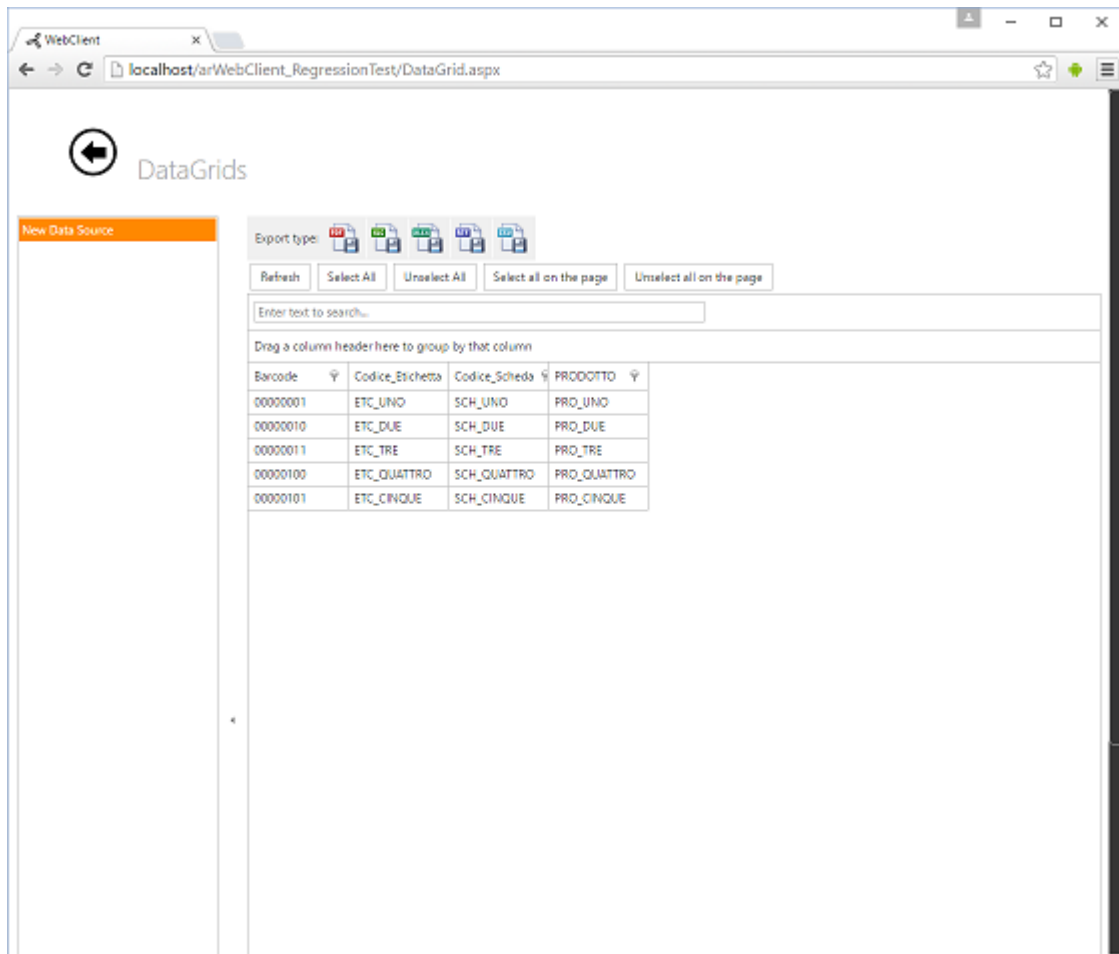 WebClient
localhost/arWebClient_RegressionTest/DataGrid.aspx
DataGrids
New Data Source
Export type:
Refresh Select All Unselect All Select all on the page Unselect all on the page
Enter text to search...
Drag a column header here to group by that column
Barcode Codice_Etichetta Codice_Scheda PRODOTTO
00000001 ETC_UNO SCH_UNO PRO_UNO
00000010 ETC_DUE SCH_DUE PRO_DUE
00000011 ETC_TRE SCH_TRE PRO_TRE
00000100 ETC_QUATTRO SCH_QUATTRO PRO_QUATTRO
00000101 ETC_CINQUE SCH_CINQUE PRO_CINQUE